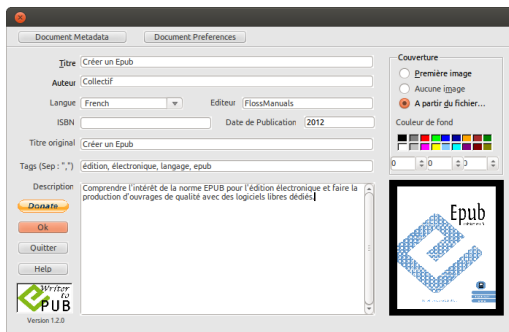 Document Metadata Document Preferences
Titre Créer un Epub
Auteur Collectif
Langue French Editeur FlossManuals
ISBN Date de Publication 2012
Titre original Créer un Epub
Tags (Sep : ",") édition, électronique, langage, epub
Description Comprendre l'intérêt de la norme EPUB pour l'édition électronique et faire la
production d'ouvrages de qualité avec des logiciels libres dédiés.
Donate
Ok
Quitter
Help
Writer
to
PUB
Version 1.2.0
Couverture
Première image
Aucune image
A partir du fichier...
Couleur de fond
0 0
Epub